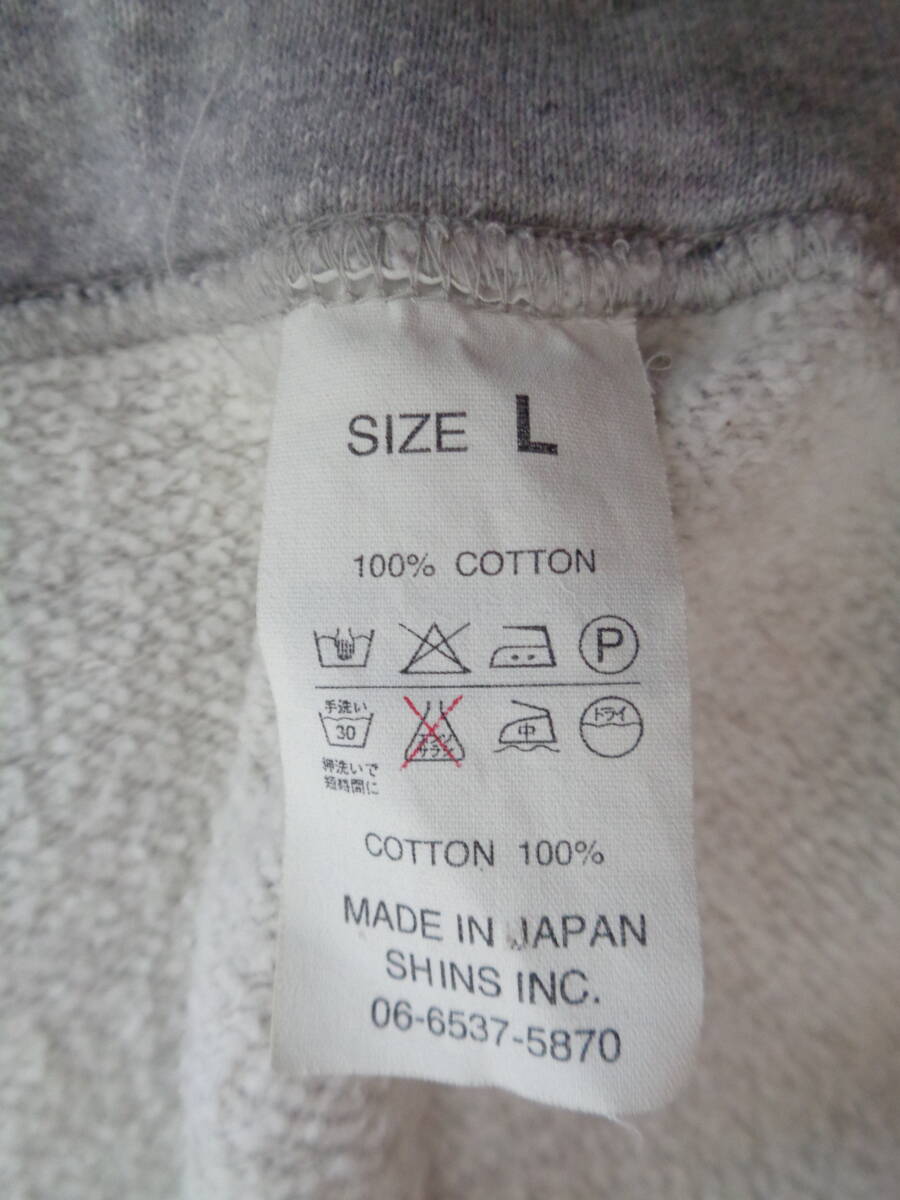 SIZE L
100% COTTON
P
手洗い
30
中
ドライ
押洗いで
短時間に
COTTON 100%
MADE IN JAPAN
SHINS INC.
06-6537-5870